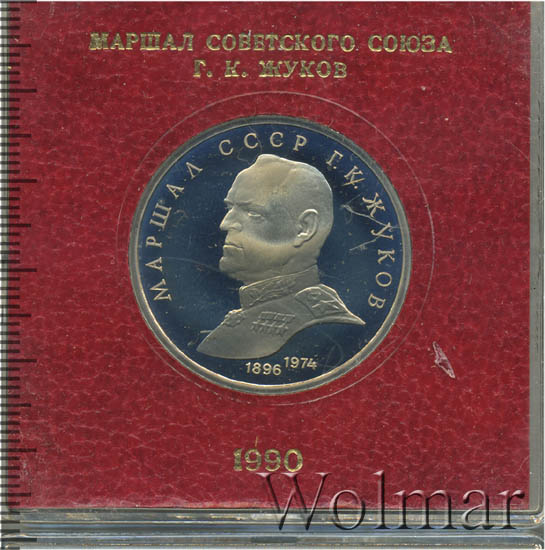 МАРШАЛ СОВЕТСКОГО СОЮЗА
Г. К. ЖУКОВ
МАРШАЛ СССР Г. К. ЖУКОВ
1896 1974
1990
Wolmar